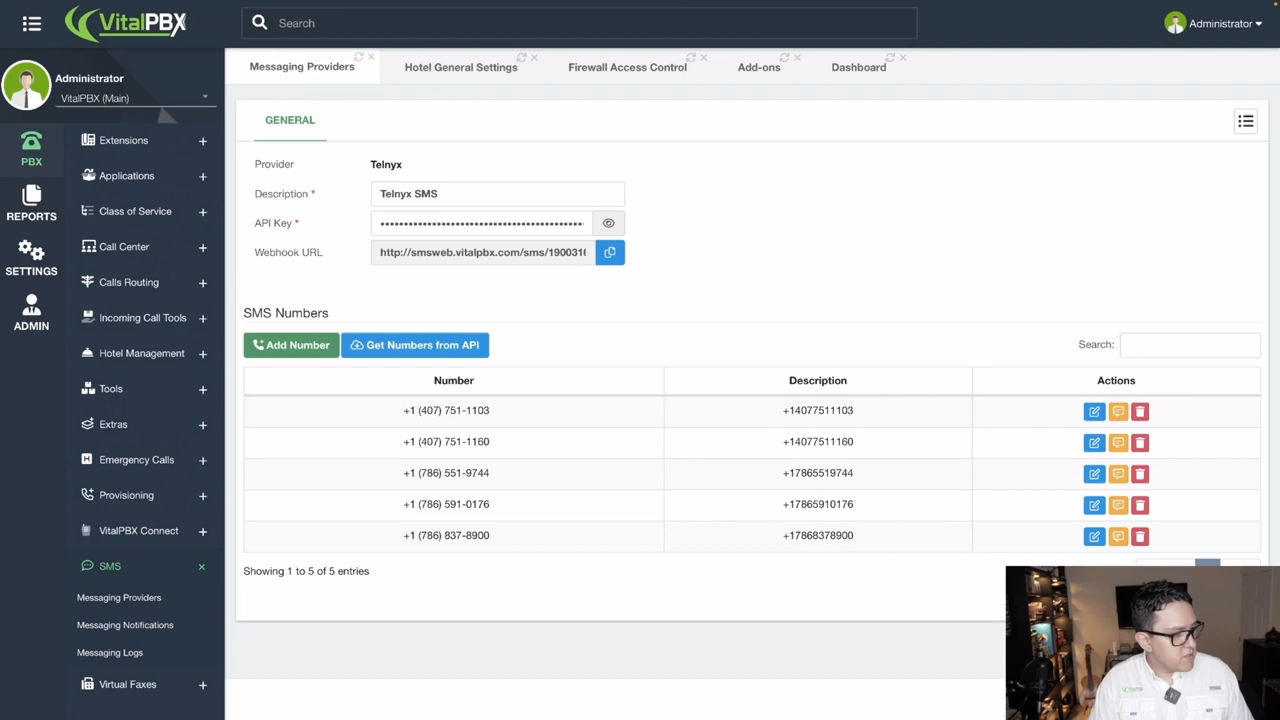 VitalPBX
Search
Administrator
Administrator
VitalPBX (Main)
PBX
REPORTS
SETTINGS
ADMIN
Extensions
Applications
Class of Service
Call Center
Calls Routing
Incoming Call Tools
Hotel Management
Tools
Extras
Emergency Calls
Provisioning
VitalPBX Connect
SMS
Messaging Providers
Messaging Notifications
Messaging Logs
Virtual Faxes
Messaging Providers
Hotel General Settings
Firewall Access Control
Add-ons
Dashboard
GENERAL
Provider Telnyx
Description * Telnyx SMS
API Key *
Webhook URL http://smsweb.vitalpbx.com/sms/190031
SMS Numbers
Add Number
Get Numbers from API
Search:
Number Description Actions
+1 (407) 751-1103 +14077511103
+1 (407) 751-1160 +14077511160
+1 (786) 551-9744 +17865519744
+1 (786) 591-0176 +17865910176
+1 (786) 837-8900 +17868378900
Showing 1 to 5 of 5 entries